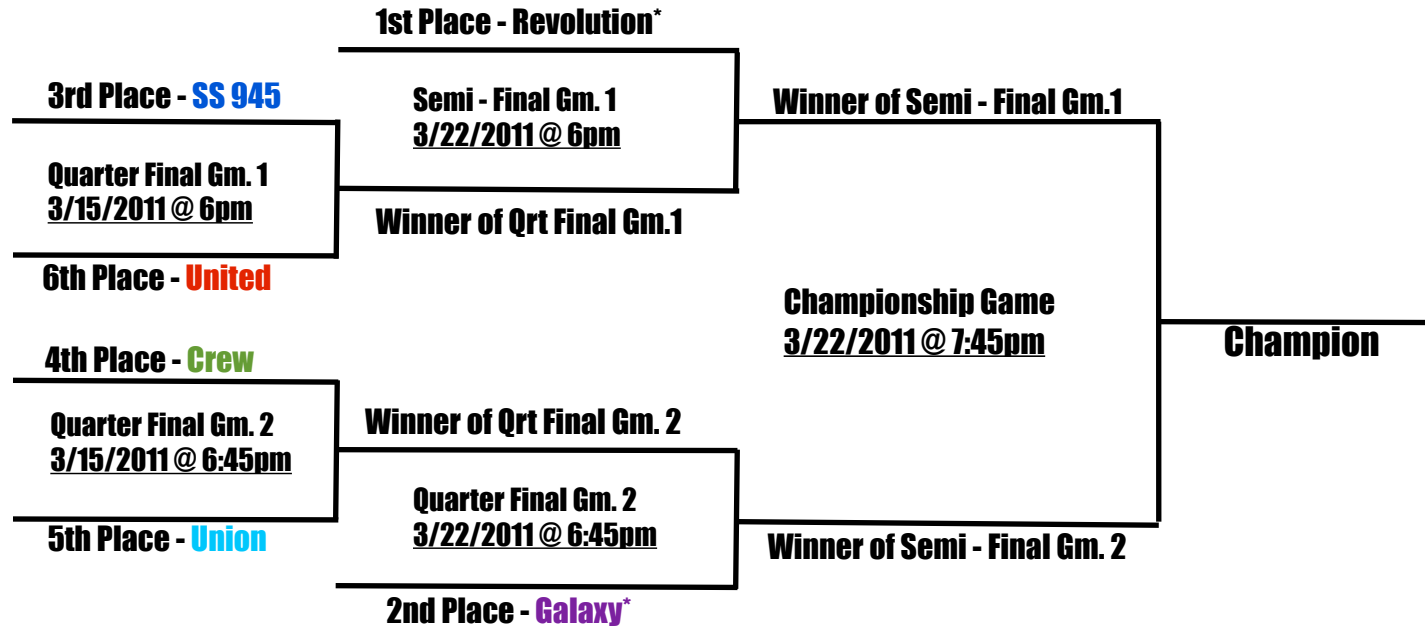 1st Place - Revolution*
3rd Place - SS 945
Semi - Final Gm. 1
3/22/2011 @ 6pm
Winner of Semi - Final Gm.1
Quarter Final Gm. 1
3/15/2011 @ 6pm
Winner of Qrt Final Gm.1
6th Place - United
Championship Game
3/22/2011 @ 7:45pm
Champion
4th Place - Crew
Quarter Final Gm. 2
3/15/2011 @ 6:45pm
Winner of Qrt Final Gm. 2
Quarter Final Gm. 2
3/22/2011 @ 6:45pm
5th Place - Union
Winner of Semi - Final Gm. 2
2nd Place - Galaxy*